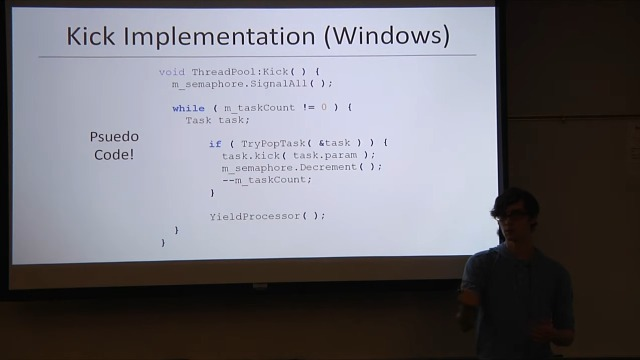 Kick Implementation (Windows)
void ThreadPool:Kick( ) {
m_semaphore.SignalAll( );
while ( m_taskCount != 0 ) {
Task task;
Psuedo
Code!
if ( TryPopTask( &task ) ) {
task.kick( task.param );
m_semaphore.Decrement( );
--m_taskCount;
}
YieldProcessor( );
}
}